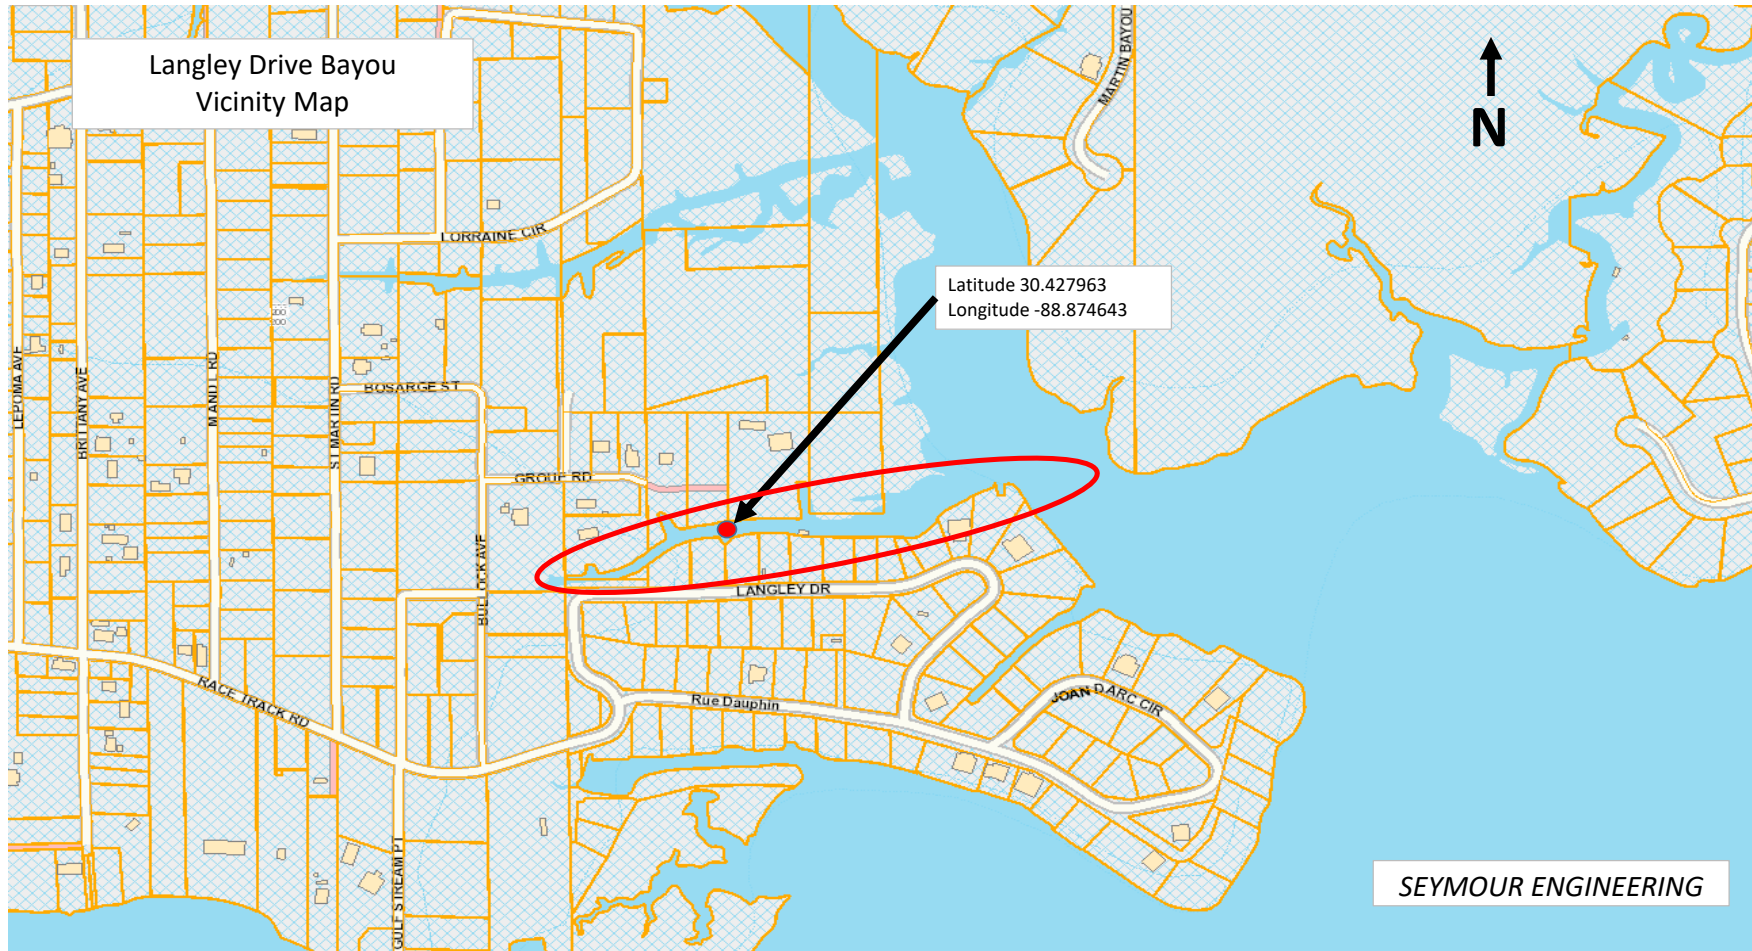 Langley Drive Bayou
Vicinity Map
MARTIN BAYOU
N
LORRAINE CIR
Latitude 30.427963
Longitude -88.874643
LEPOMA AVE
BRITTANY AVE
M AND L RD
ST MARTIN RD
BOSARGE ST
GROUE RD
BULLOCK AVE
LANGLEY DR
RACE TRACK RD
Rue Dauphin
JOAN D ARC CIR
GULF STREAM PT
SEYMOUR ENGINEERING